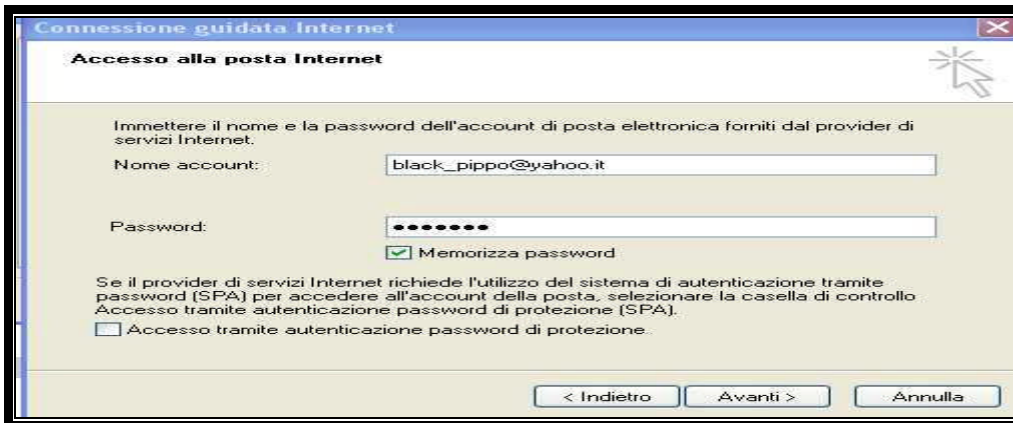 Connessione guidata Internet
Accesso alla posta Internet
Immettere il nome e la password dell'account di posta elettronica forniti dal provider di
servizi Internet.
Nome account: black_pippo@yahoo.it
Password: •••••••
Memorizza password
Se il provider di servizi Internet richiede l'utilizzo del sistema di autenticazione tramite
password (SPA) per accedere all'account della posta, selezionare la casella di controllo
Accesso tramite autenticazione password di protezione (SPA).
Accesso tramite autenticazione password di protezione
< Indietro Avanti > Annulla